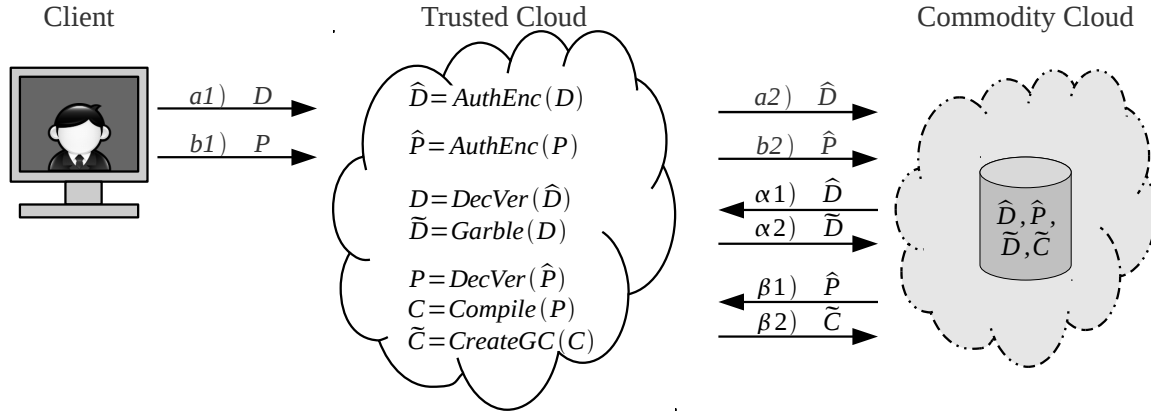 Client
Trusted Cloud
Commodity Cloud
a1) D
b1) P
D̂=AuthEnc(D)
P̂=AuthEnc(P)
D=DecVer(D̂)
D̃=Garble(D)
P=DecVer(P̂)
C=Compile(P)
C̃=CreateGC(C)
a2) D̂
b2) P̂
α1) D̂
α2) D̃
β1) P̂
β2) C̃
D̂,P̂,
D̃,C̃